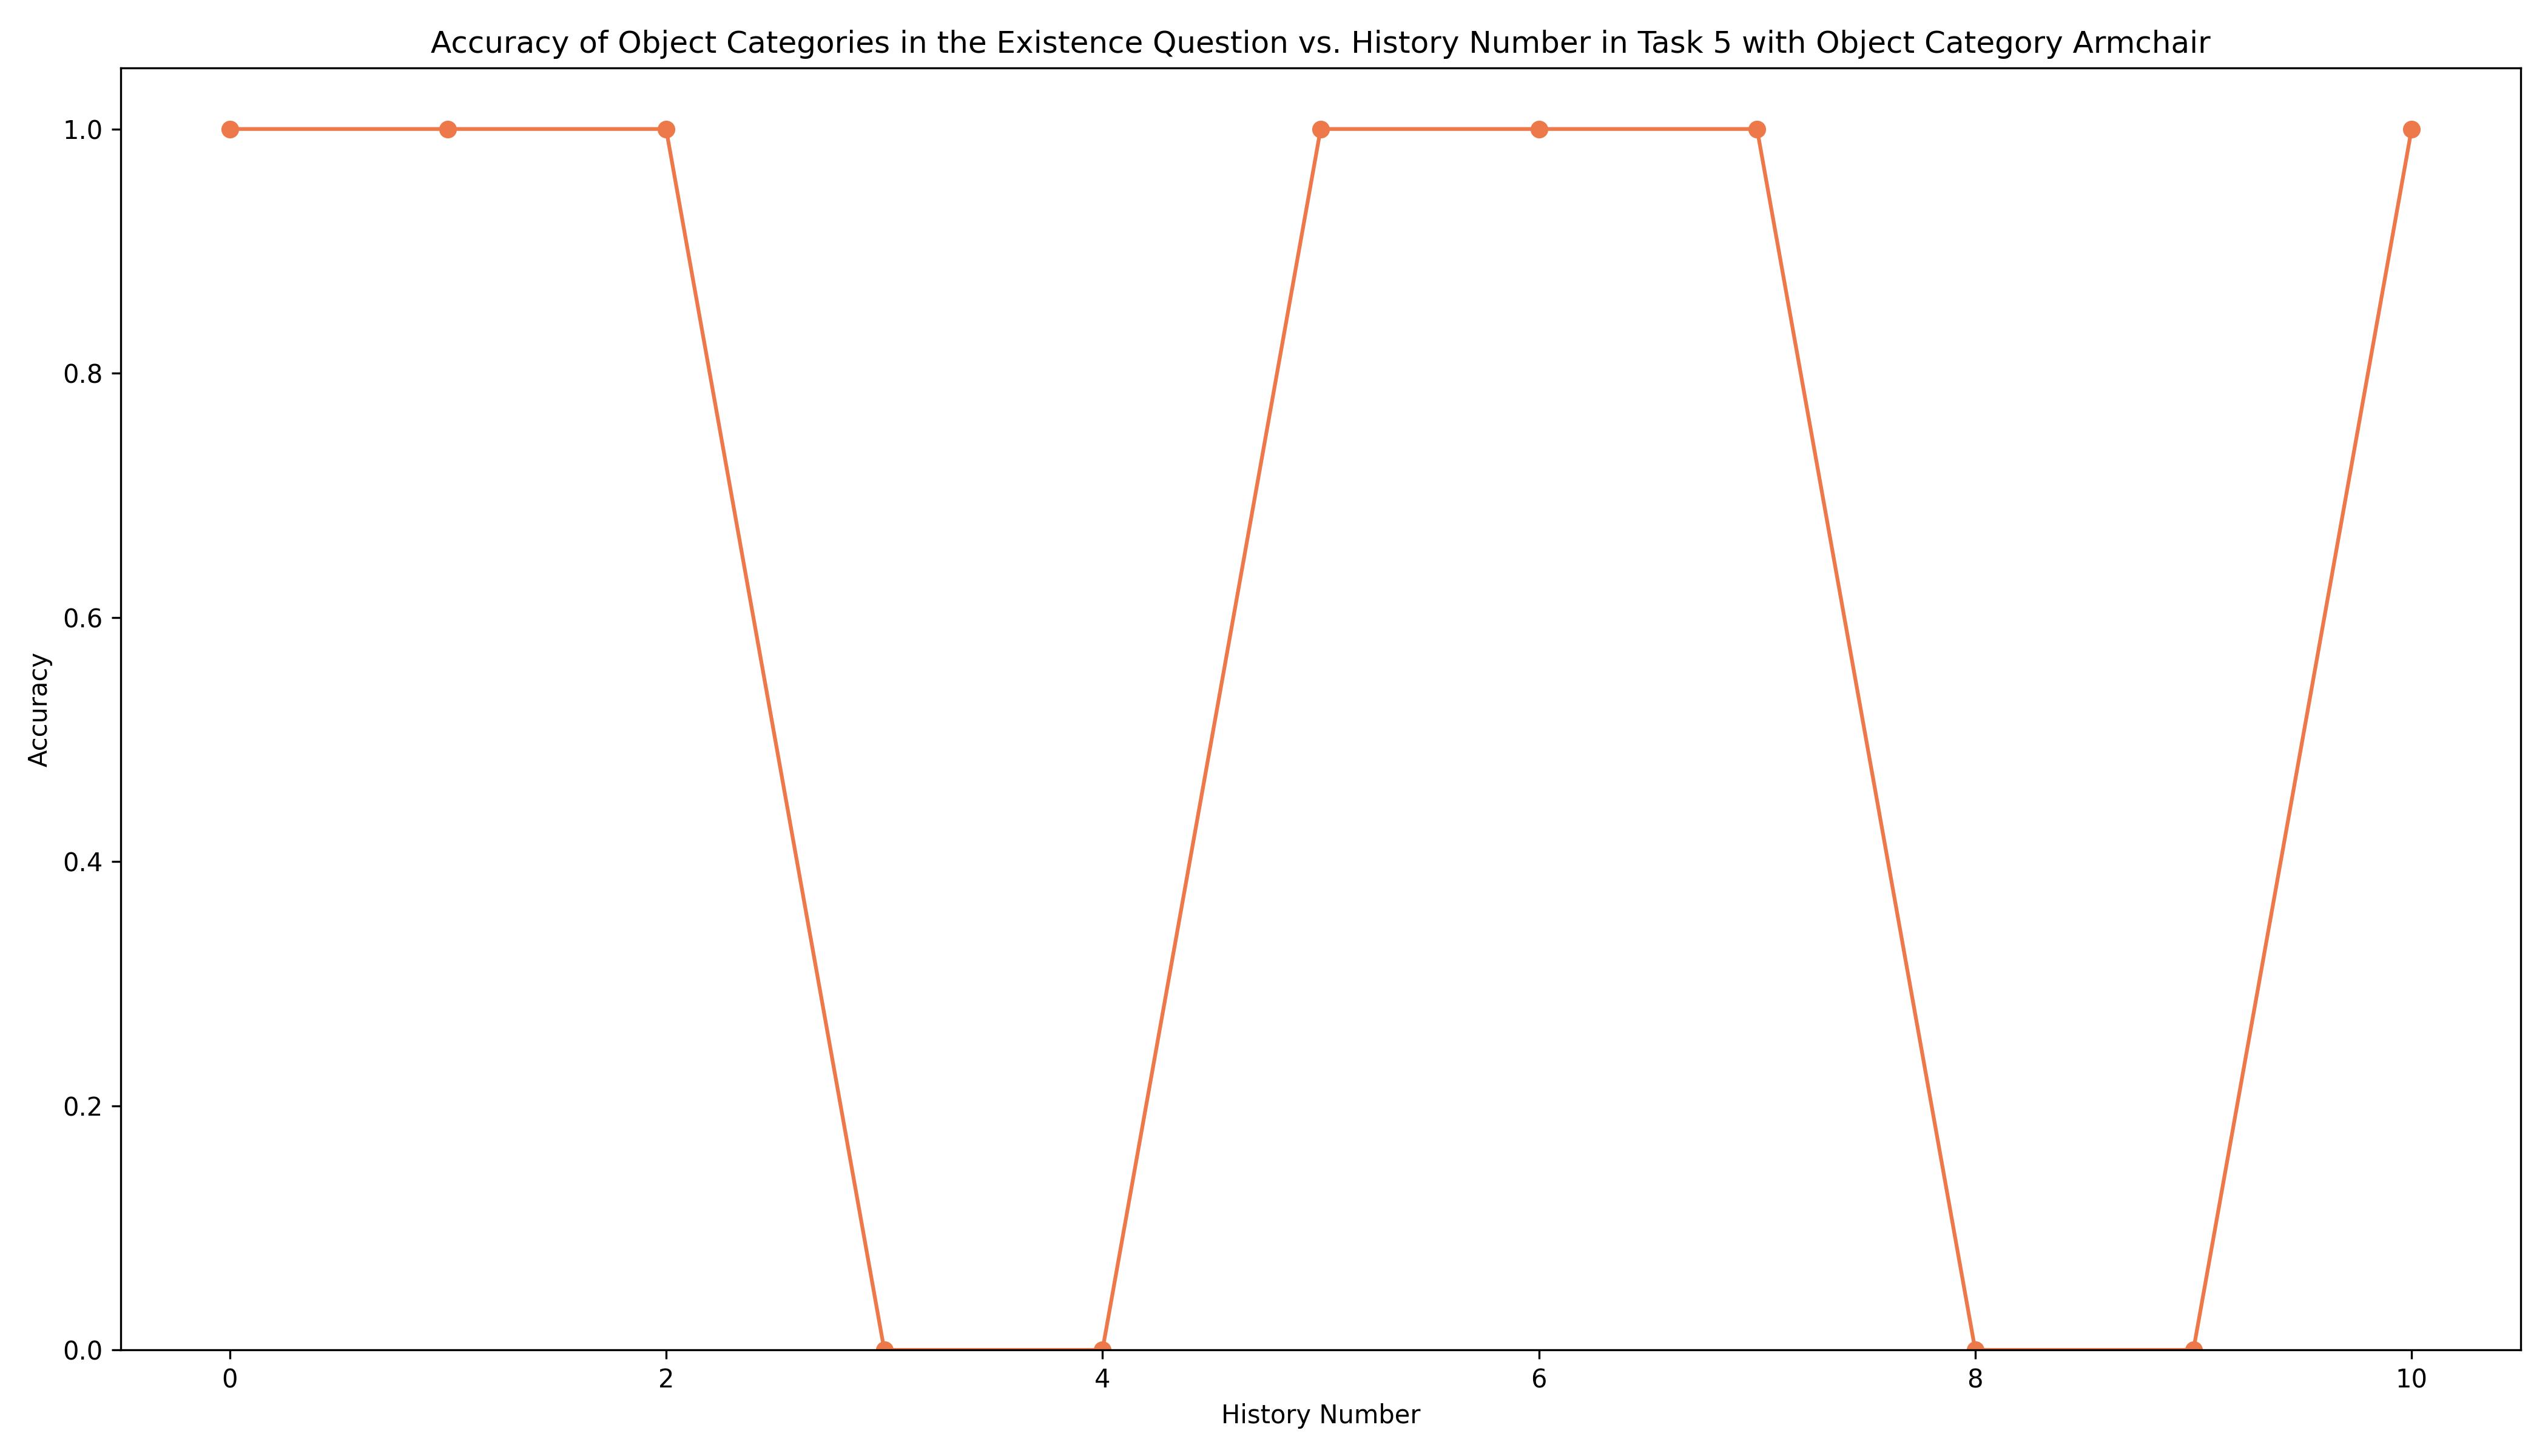 Accuracy of Object Categories in the Existence Question vs. History Number in Task 5 with Object Category Armchair
1.0
0.8
0.6
0.4
0.2
0.0
Accuracy
0 2 4 6 8 10
History Number